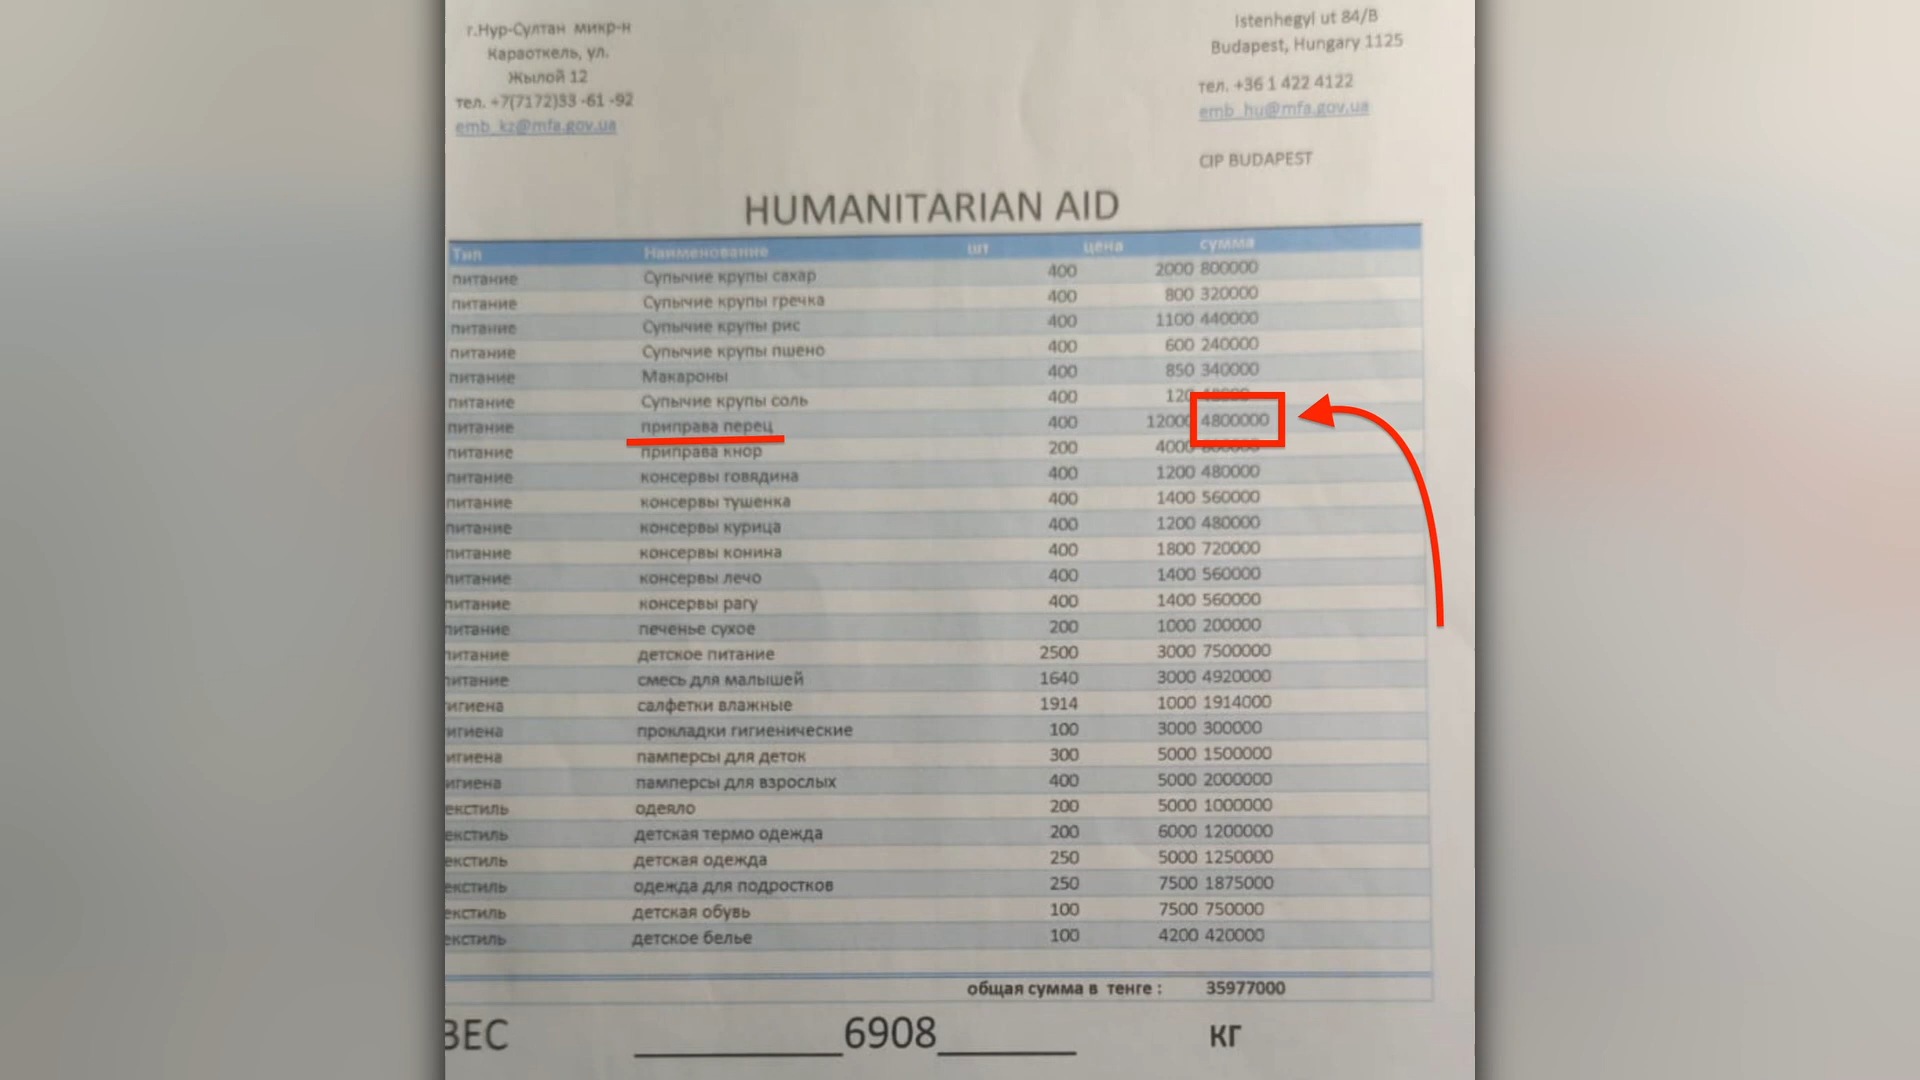 г.Нур-Султан микр-н
Караоткель, ул.
Жылой 12
тел. +7(7172)33 -61 -92
emb_kz@mfa.gov.ua
Istenhegyi ut 84/B
Budapest, Hungary 1125
тел. +36 1 422 4122
emb_hu@mfa.gov.ua
CIP BUDAPEST
HUMANITARIAN AID
Тип Наименование шт цена сумма
питание Супычие крупы сахар 400 2000 800000
питание Супычие крупы гречка 400 800 320000
питание Супычие крупы рис 400 1100 440000
питание Супычие крупы пшено 400 600 240000
питание Макароны 400 850 340000
питание Супычие крупы соль 400 120 48000
питание приправа перец 400 12000 4800000
питание приправа кнор 200 4000 800000
питание консервы говядина 400 1200 480000
питание консервы тушенка 400 1400 560000
питание консервы курица 400 1200 480000
питание консервы конина 400 1800 720000
питание консервы лечо 400 1400 560000
питание консервы рагу 400 1400 560000
питание печенье сухое 200 1000 200000
питание детское питание 2500 3000 7500000
питание смесь для малышей 1640 3000 4920000
игиена салфетки влажные 1914 1000 1914000
игиена прокладки гигиенические 100 3000 300000
игиена памперсы для деток 300 5000 1500000
игиена памперсы для взрослых 400 5000 2000000
екстиль одеяло 200 5000 1000000
екстиль детская термо одежда 200 6000 1200000
екстиль детская одежда 250 5000 1250000
екстиль одежда для подростков 250 7500 1875000
екстиль детская обувь 100 7500 750000
екстиль детское белье 100 4200 420000
общая сумма в тенге : 35977000
ВЕС 6908 кг